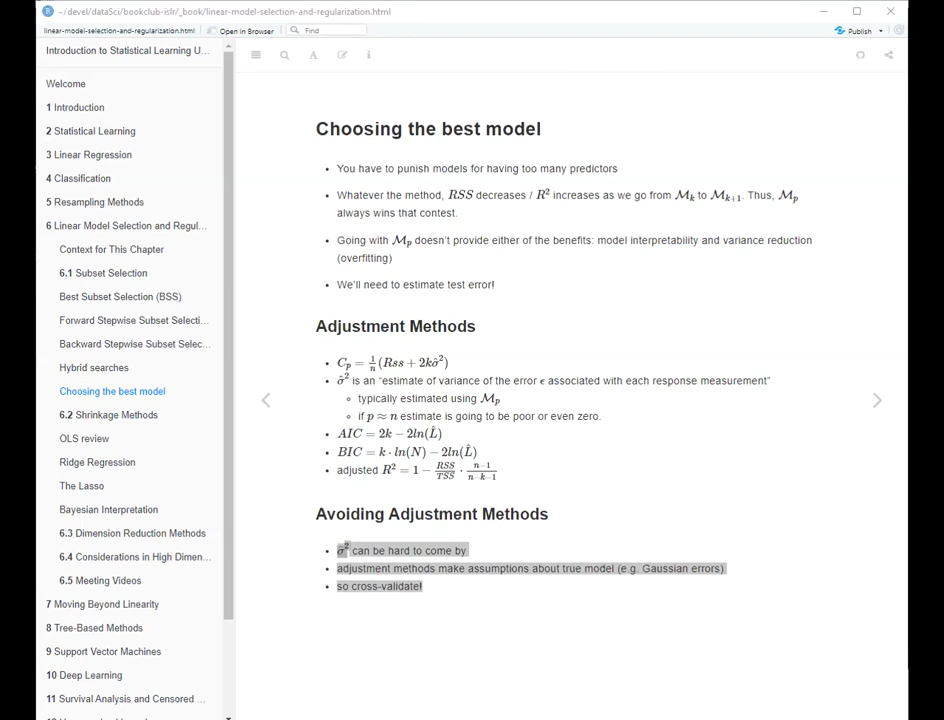 ~/devel/dataSci/bookclub-islr/_book/linear-model-selection-and-regularization.html
linear-model-selection-and-regularization.html
Open in Browser
Find
Publish
Introduction to Statistical Learning U...
Welcome
1 Introduction
2 Statistical Learning
3 Linear Regression
4 Classification
5 Resampling Methods
6 Linear Model Selection and Regul...
Context for This Chapter
6.1 Subset Selection
Best Subset Selection (BSS)
Forward Stepwise Subset Selecti...
Backward Stepwise Subset Selec...
Hybrid searches
Choosing the best model
6.2 Shrinkage Methods
OLS review
Ridge Regression
The Lasso
Bayesian Interpretation
6.3 Dimension Reduction Methods
6.4 Considerations in High Dimen...
6.5 Meeting Videos
7 Moving Beyond Linearity
8 Tree-Based Methods
9 Support Vector Machines
10 Deep Learning
11 Survival Analysis and Censored ...
Choosing the best model
• You have to punish models for having too many predictors
• Whatever the method, RSS decreases / R² increases as we go from ℳₖ to ℳₖ₊₁. Thus, ℳₚ
always wins that contest.
• Going with ℳₚ doesn't provide either of the benefits: model interpretability and variance reduction
(overfitting)
• We'll need to estimate test error!
Adjustment Methods
• Cₚ = 1/n (Rss + 2kσ̂²)
• σ̂² is an "estimate of variance of the error ϵ associated with each response measurement"
◦ typically estimated using ℳₚ
◦ if p ≈ n estimate is going to be poor or even zero.
• AIC = 2k − 2ln(L̂)
• BIC = k · ln(N) − 2ln(L̂)
• adjusted R² = 1 − RSS/TSS · n−1/n−k−1
Avoiding Adjustment Methods
• σ̂² can be hard to come by
• adjustment methods make assumptions about true model (e.g. Gaussian errors)
• so cross-validate!